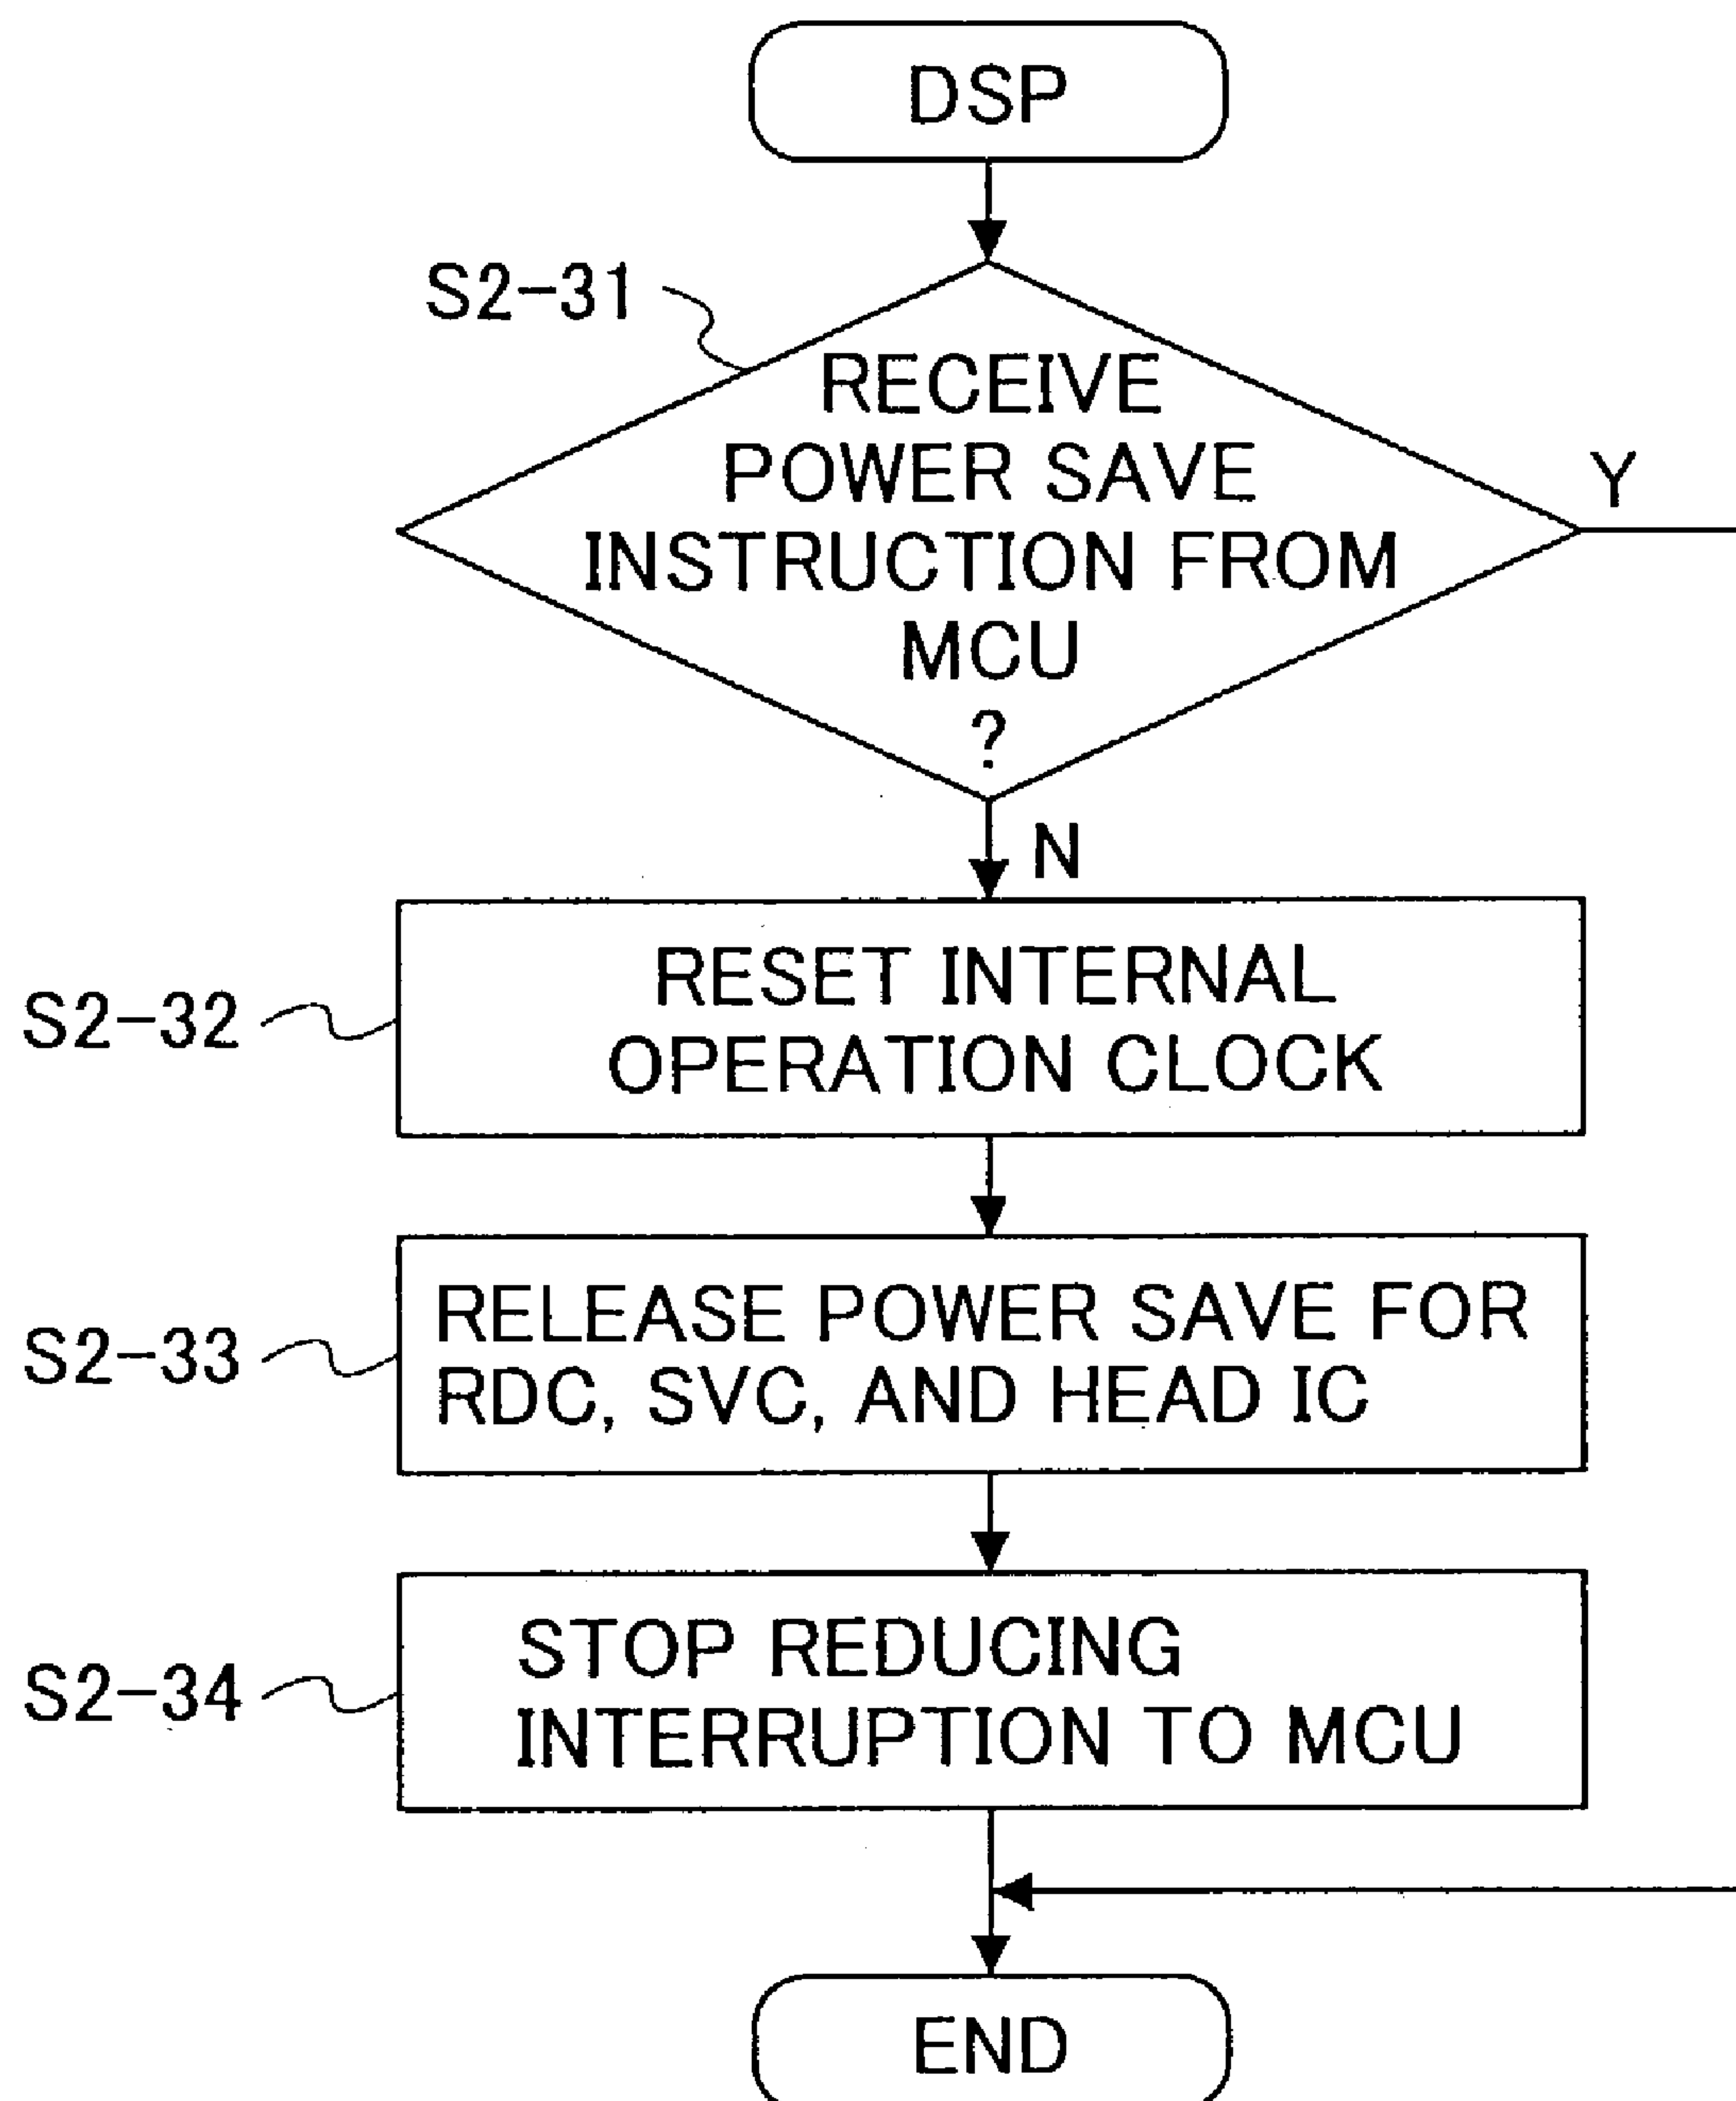 DSP
S2-31
RECEIVE
POWER SAVE
INSTRUCTION FROM
MCU
?
Y
N
S2-32
RESET INTERNAL
OPERATION CLOCK
S2-33
RELEASE POWER SAVE FOR
RDC, SVC, AND HEAD IC
S2-34
STOP REDUCING
INTERRUPTION TO MCU
END